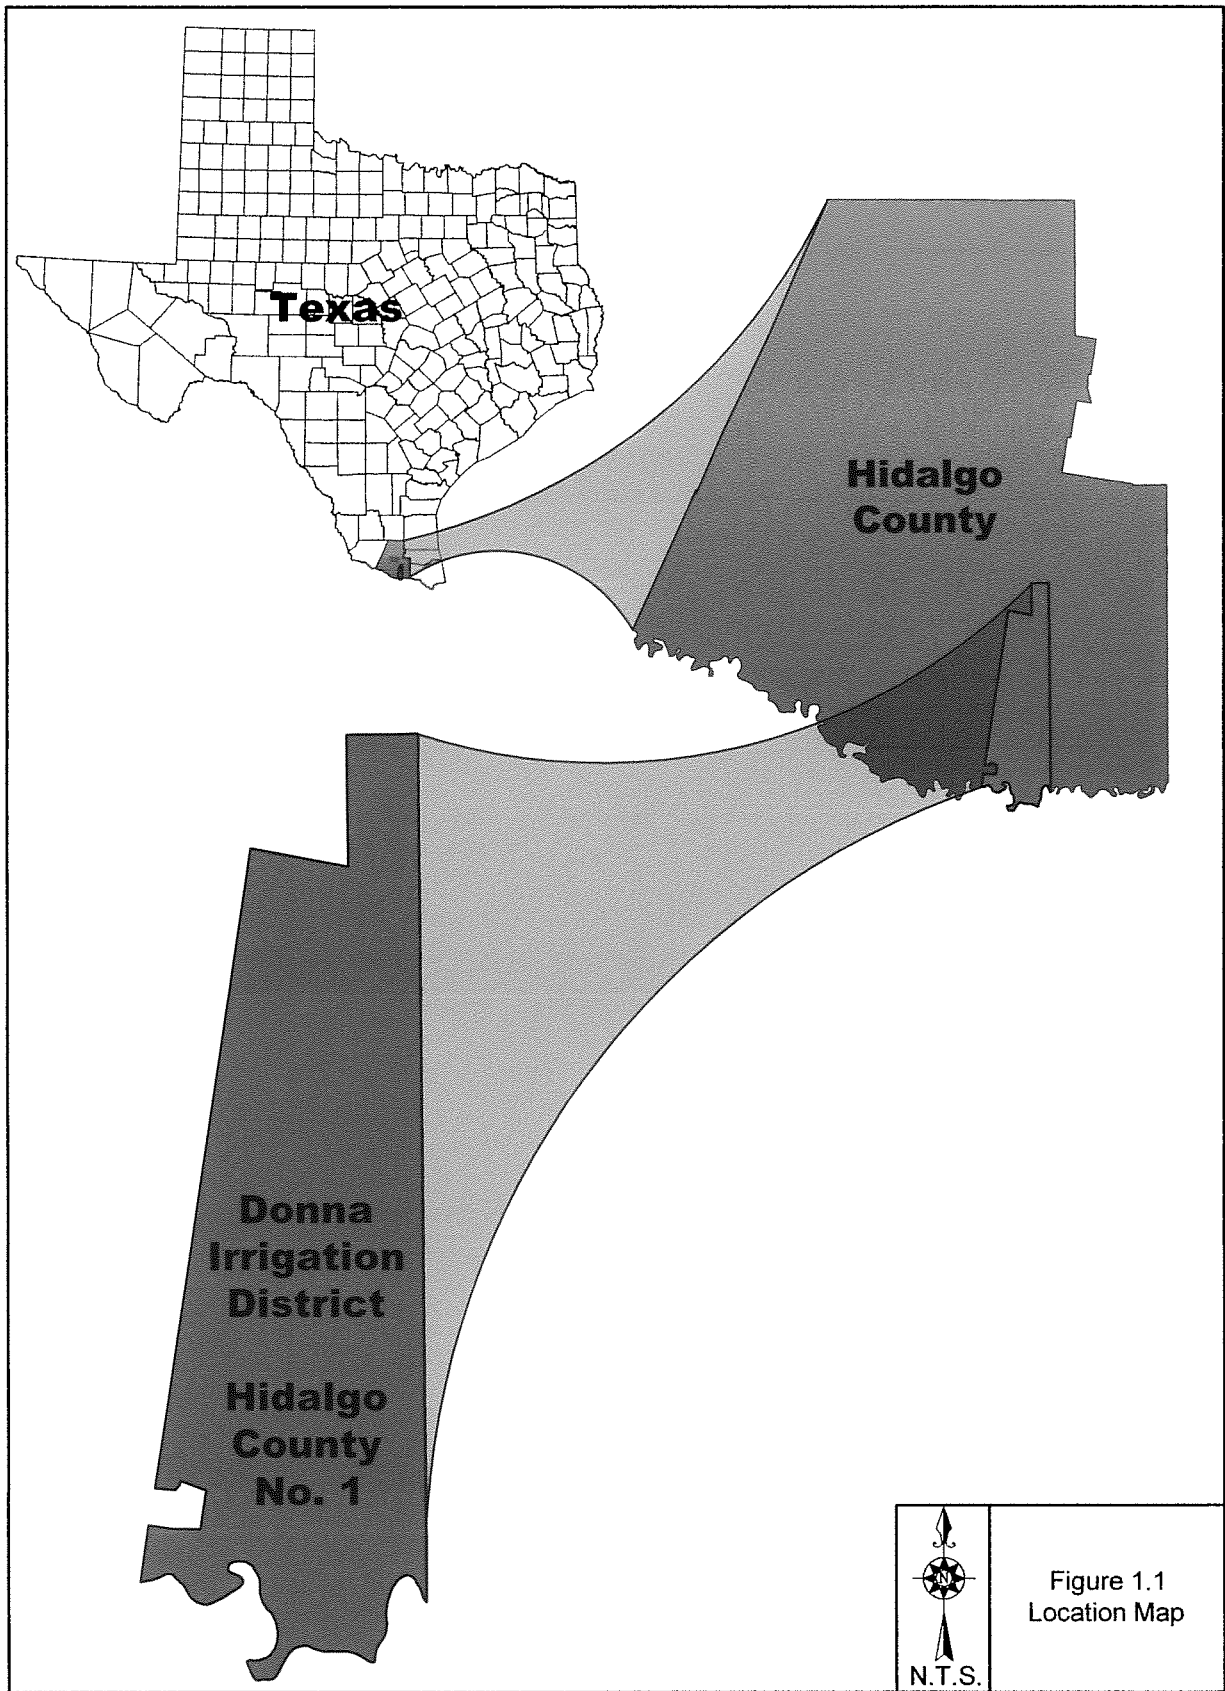 Texas
Hidalgo
County
Donna
Irrigation
District
Hidalgo
County
No. 1
N
N.T.S.
Figure 1.1
Location Map